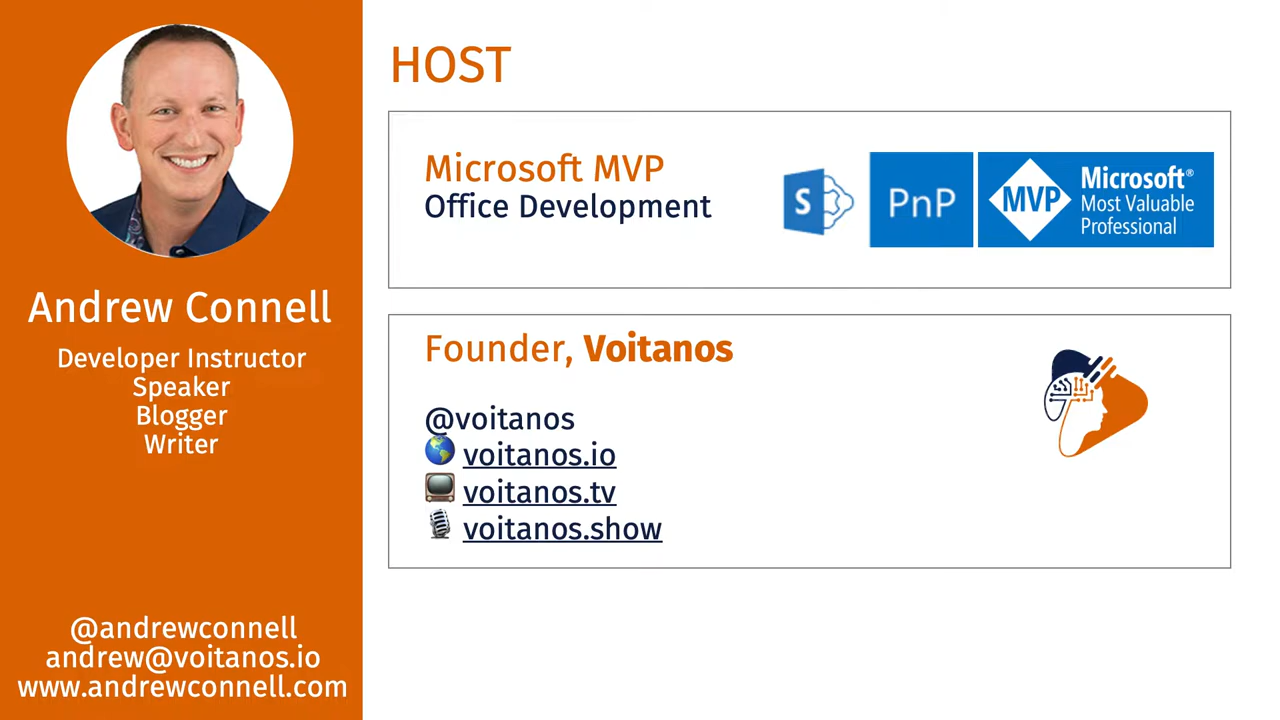 Andrew Connell
Developer Instructor
Speaker
Blogger
Writer
@andrewconnell
andrew@voitanos.io
www.andrewconnell.com
HOST
Microsoft MVP
Office Development
S
PnP
MVP
Microsoft®
Most Valuable
Professional
Founder, Voitanos
@voitanos
voitanos.io
voitanos.tv
voitanos.show